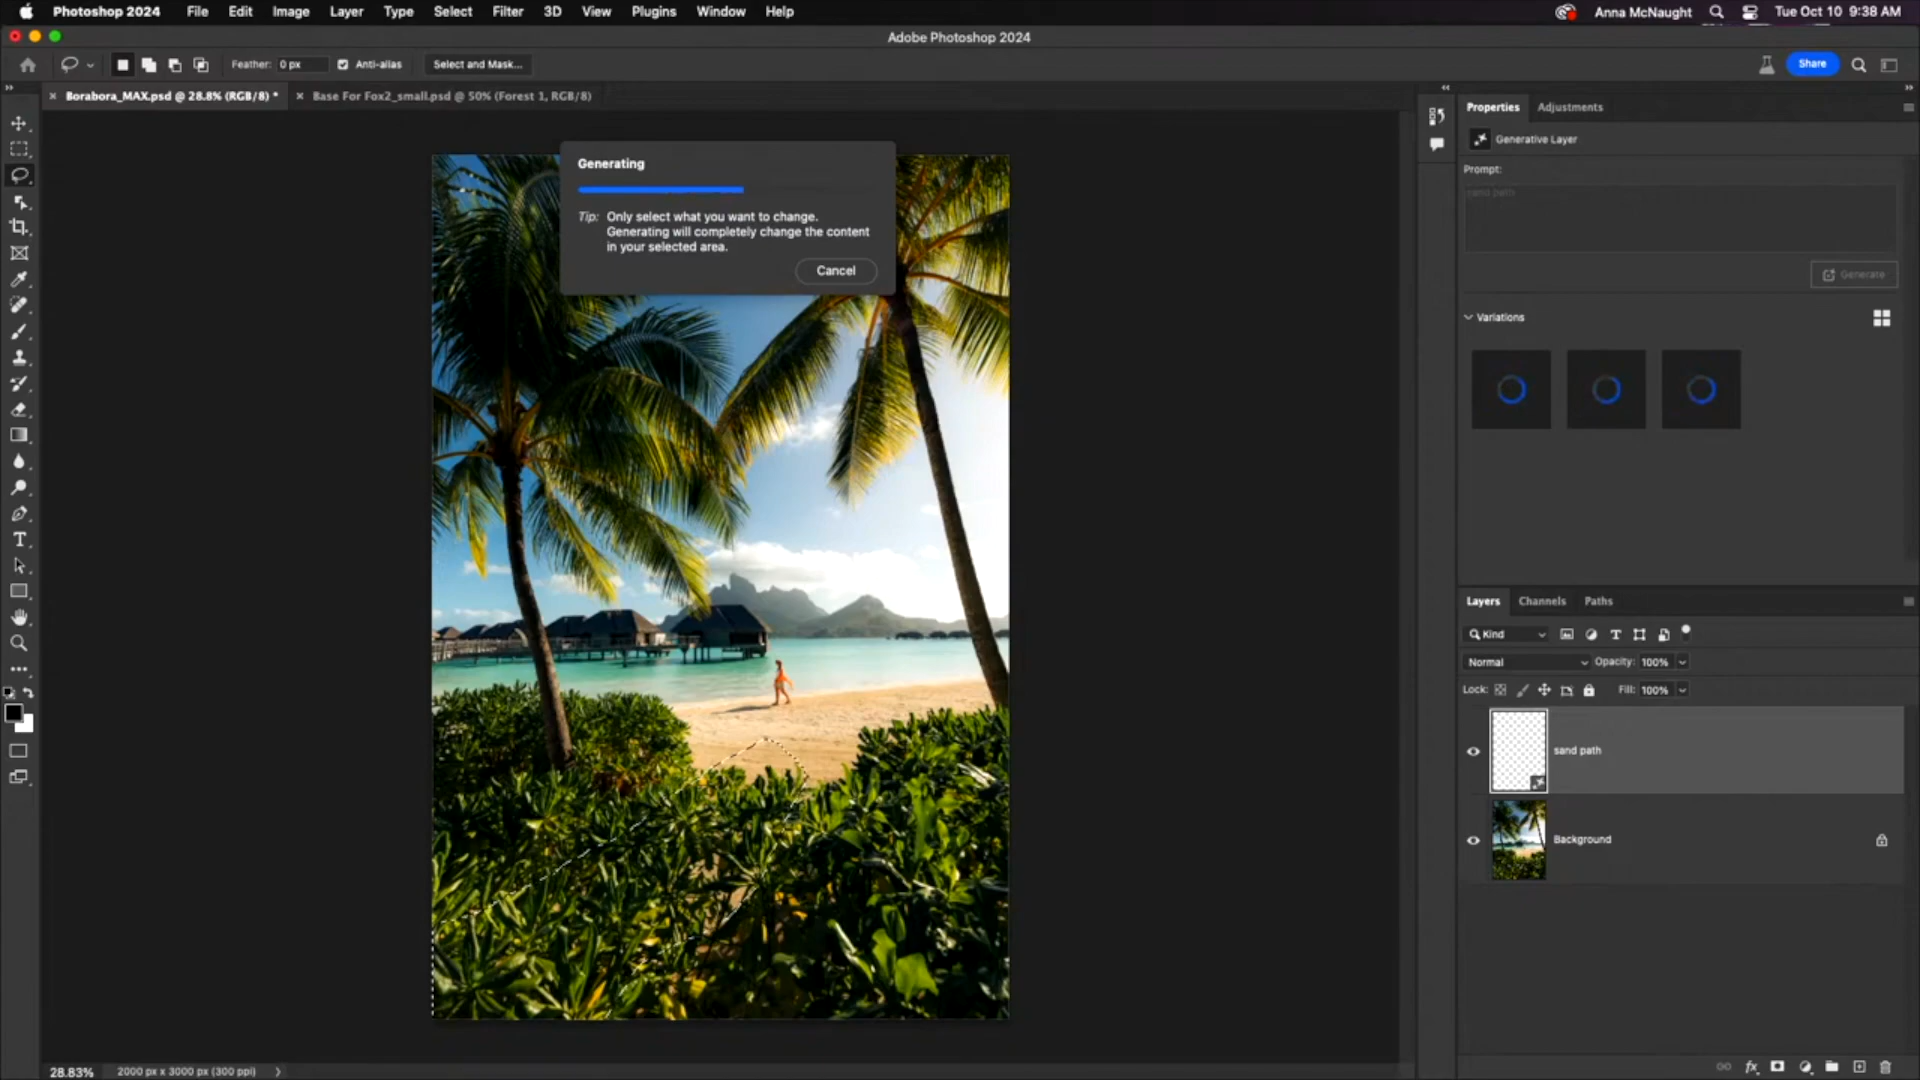 Photoshop 2024 File Edit Image Layer Type Select Filter 3D View Plugins Window Help Anna McNaught Tue Oct 10 9:38 AM
Adobe Photoshop 2024
Feather: 0 px Anti-alias Select and Mask... Share
Borabora_MAX.psd @ 28.8% (RGB/8) * Base For Fox2_small.psd @ 50% (Forest 1, RGB/8)
Properties Adjustments
Generative Layer
Prompt:
sand path
Generate
Variations
Generating
Tip: Only select what you want to change.
Generating will completely change the content
in your selected area.
Cancel
Layers Channels Paths
Kind
Normal Opacity: 100%
Lock: Fill: 100%
sand path
Background
28.83% 2000 px x 3000 px (300 ppi)